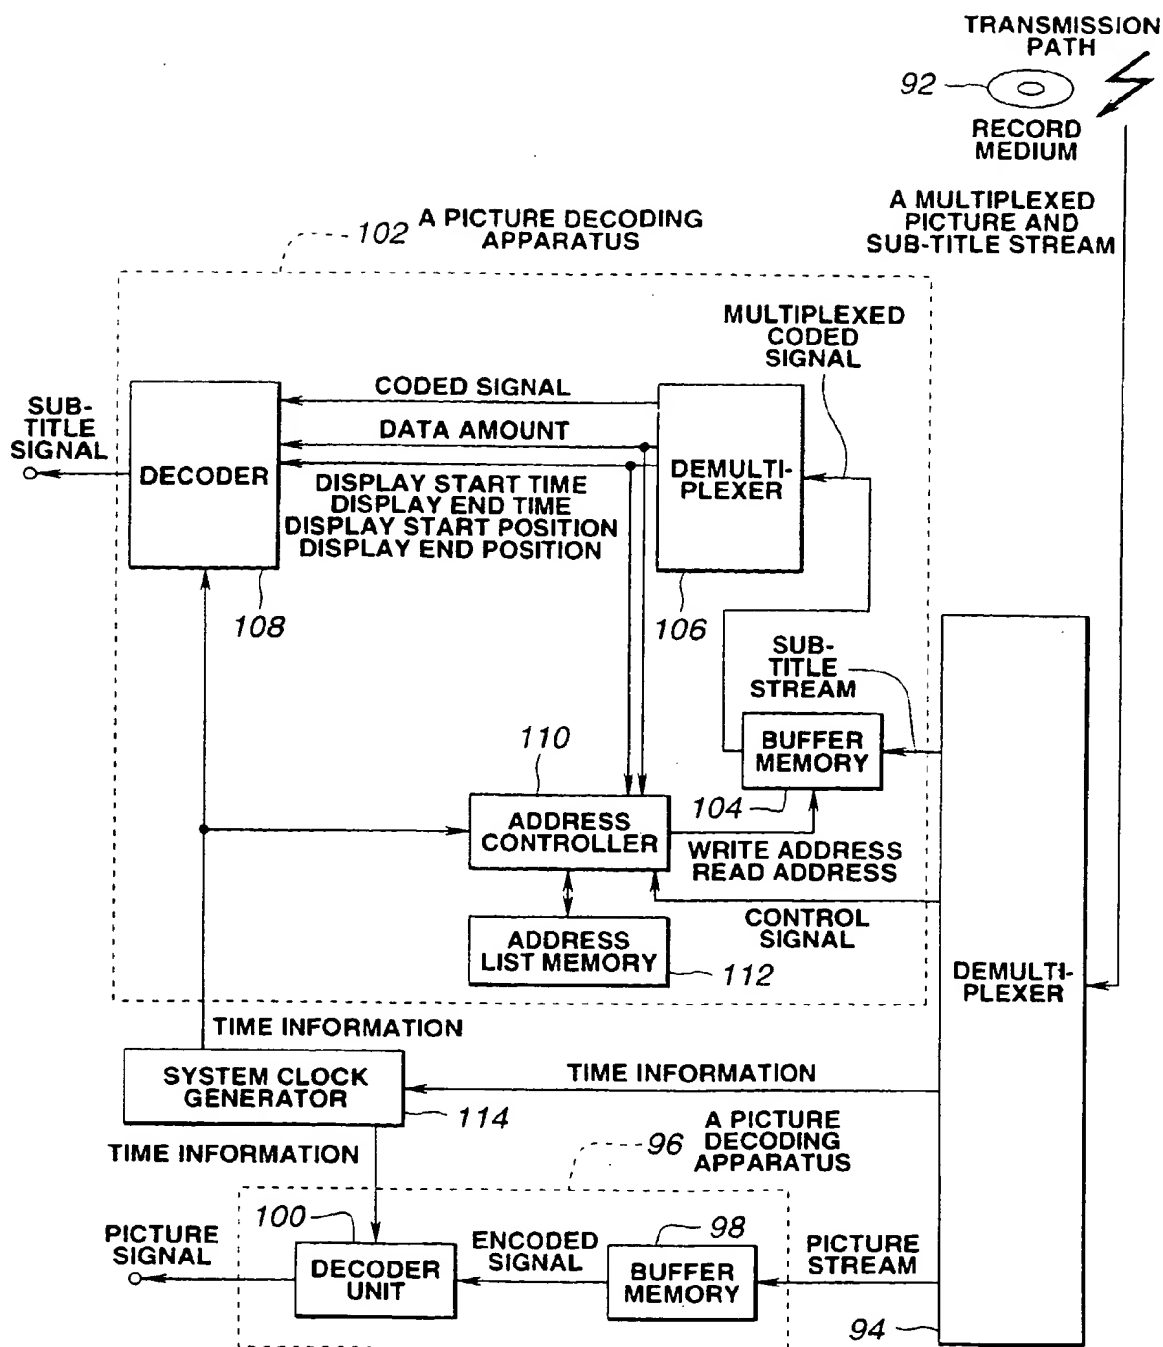 TRANSMISSION
PATH
92
RECORD
MEDIUM
A MULTIPLEXED
PICTURE AND
SUB-TITLE STREAM
102
A PICTURE DECODING
APPARATUS
MULTIPLEXED
CODED
SIGNAL
SUB-
TITLE
SIGNAL
DECODER
CODED SIGNAL
DATA AMOUNT
DISPLAY START TIME
DISPLAY END TIME
DISPLAY START POSITION
DISPLAY END POSITION
DEMULTI-
PLEXER
108
106
SUB-
TITLE
STREAM
BUFFER
MEMORY
104
110
ADDRESS
CONTROLLER
WRITE ADDRESS
READ ADDRESS
CONTROL
SIGNAL
ADDRESS
LIST MEMORY
112
DEMULTI-
PLEXER
TIME INFORMATION
SYSTEM CLOCK
GENERATOR
114
TIME INFORMATION
TIME INFORMATION
96
A PICTURE
DECODING
APPARATUS
PICTURE
SIGNAL
100
DECODER
UNIT
ENCODED
SIGNAL
98
BUFFER
MEMORY
PICTURE
STREAM
94